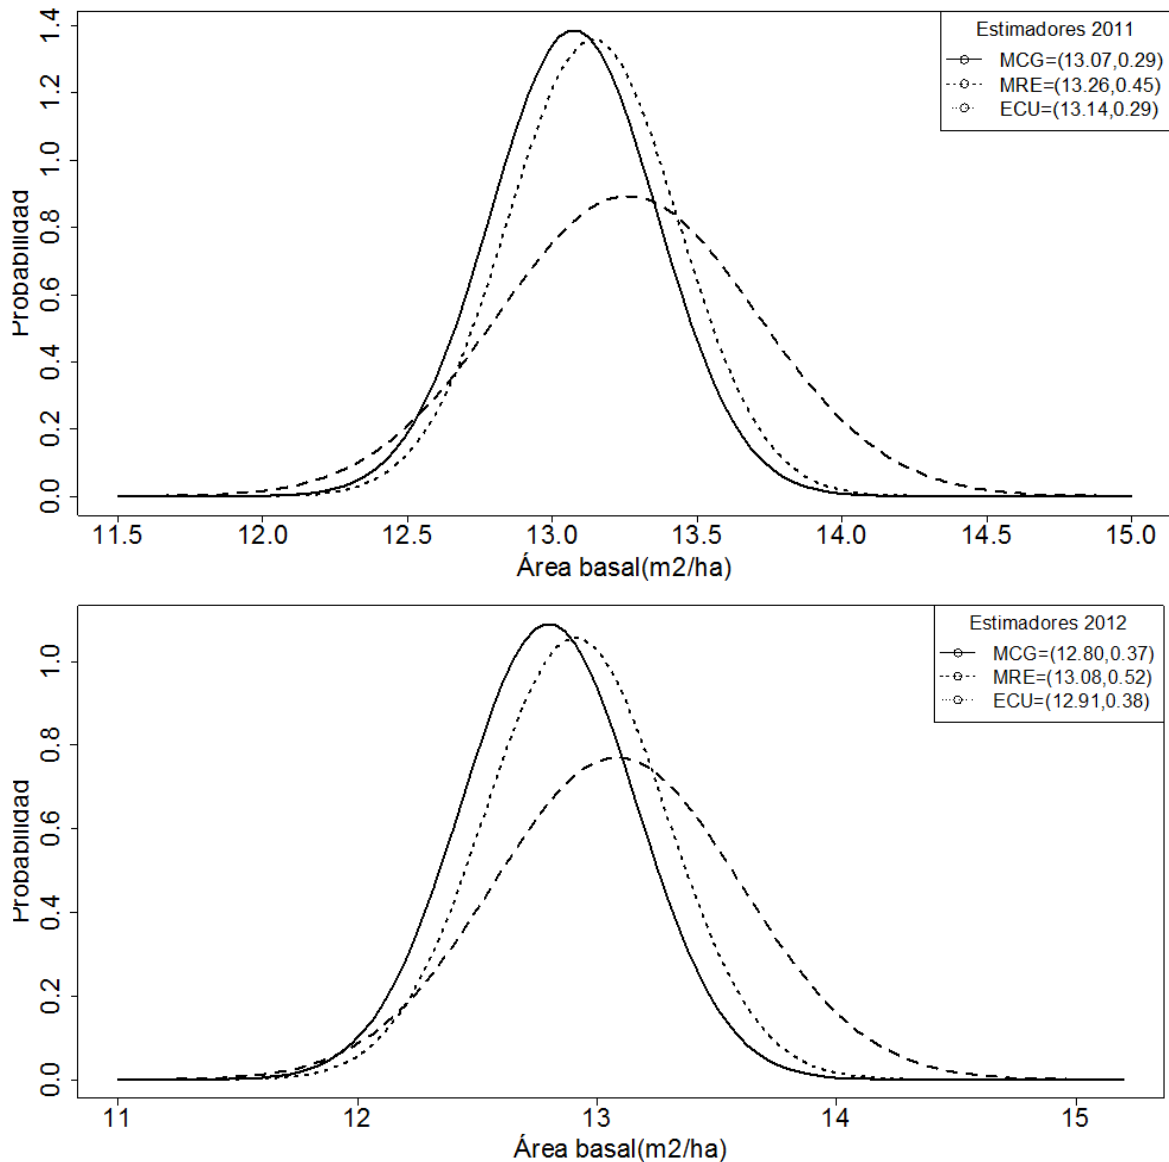 Estimadores 2011
MCG=(13.07,0.29)
MRE=(13.26,0.45)
ECU=(13.14,0.29)
Probabilidad
0.0 0.2 0.4 0.6 0.8 1.0 1.2 1.4
11.5 12.0 12.5 13.0 13.5 14.0 14.5 15.0
Área basal(m2/ha)
Estimadores 2012
MCG=(12.80,0.37)
MRE=(13.08,0.52)
ECU=(12.91,0.38)
Probabilidad
0.0 0.2 0.4 0.6 0.8 1.0
11 12 13 14 15
Área basal(m2/ha)